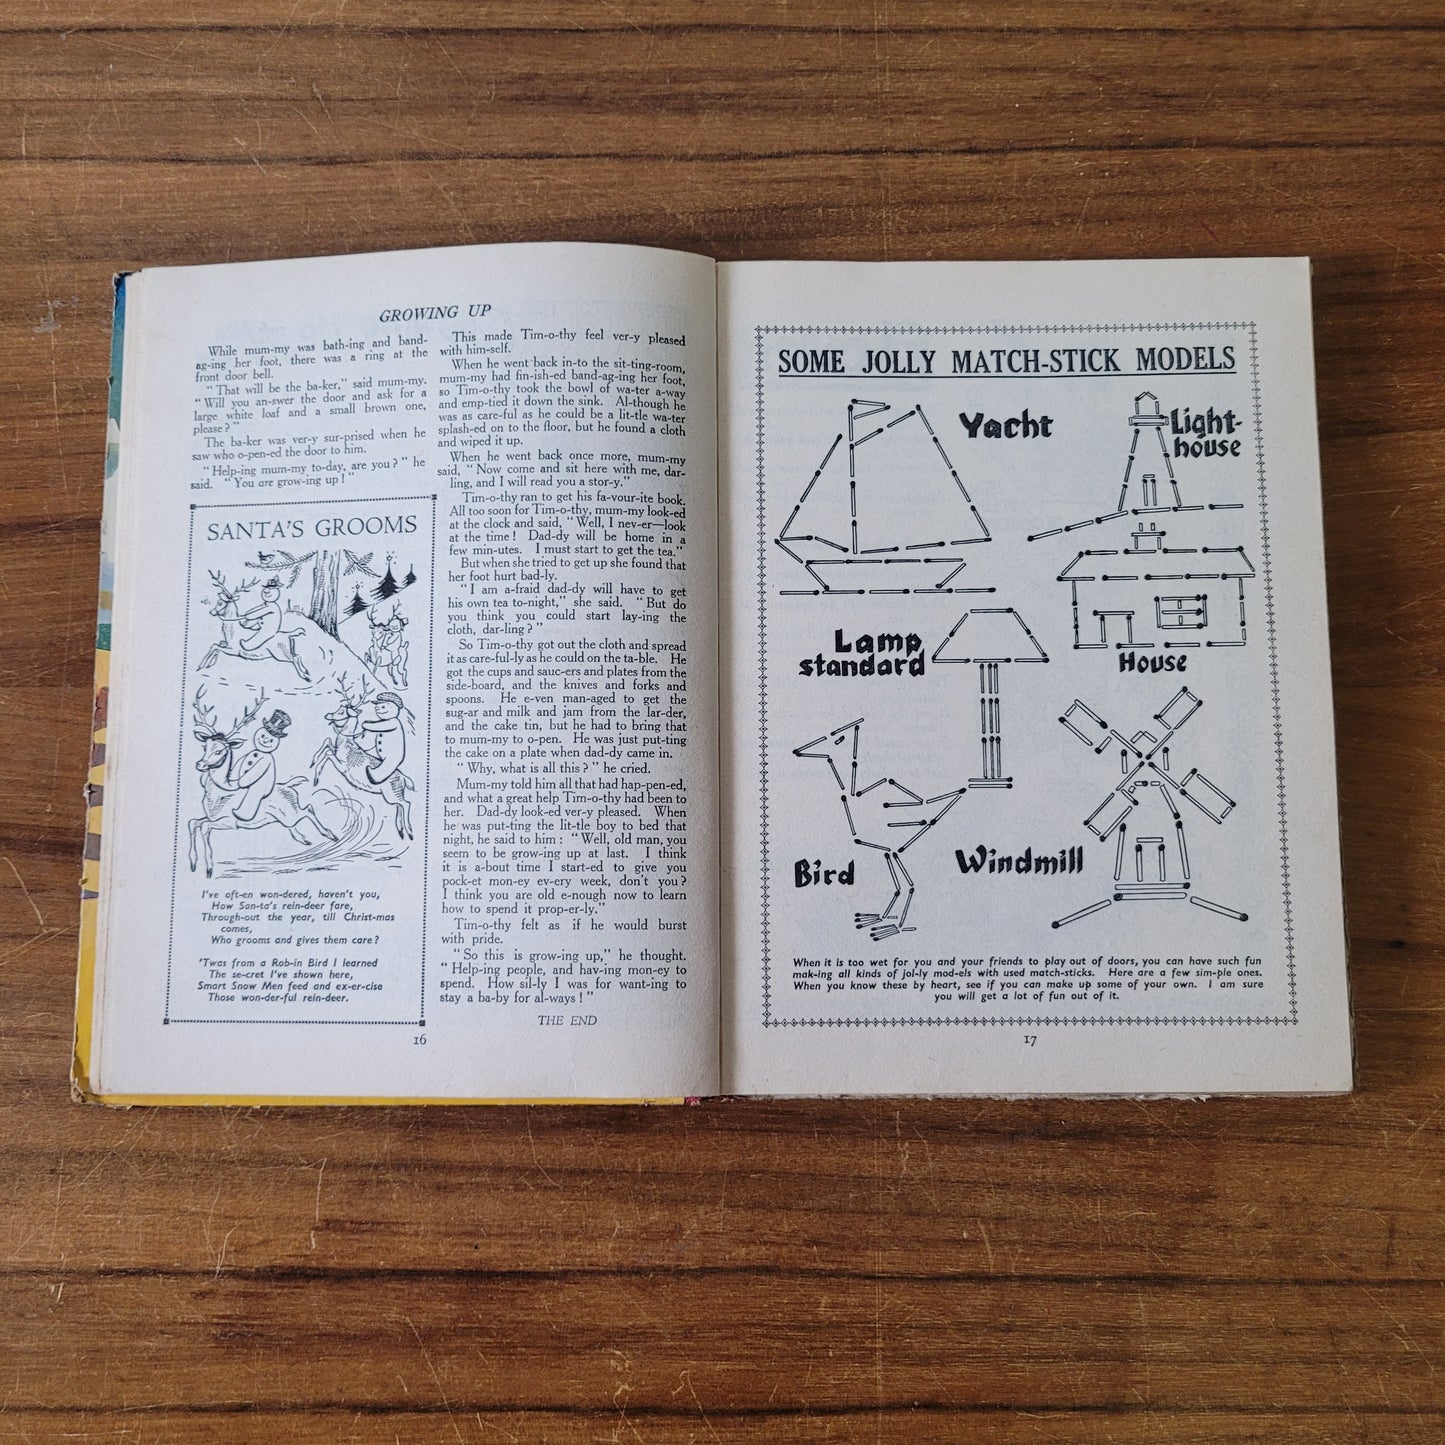 GROWING UP
While mum-my was bath-ing and band-
ag-ing her foot, there was a ring at the
front door bell.
“ That will be the ba-ker,” said mum-my.
“ Will you an-swer the door and ask for a
large white loaf and a small brown one,
please ? ”
The ba-ker was ver-y sur-prised when he
saw who o-pen-ed the door to him.
“ Help-ing mum-my to-day, are you ? ” he
said. “ You are grow-ing up ! ”
SANTA'S GROOMS
I've oft-en won-dered, haven't you,
How San-ta's rein-deer fare,
Through-out the year, till Christ-mas
comes,
Who grooms and gives them care ?
'Twas from a Rob-in Bird I learned
The se-cret I've shown here,
Smart Snow Men feed and ex-er-cise
Those won-der-ful rein-deer.
This made Tim-o-thy feel ver-y pleased
with him-self.
When he went back in-to the sit-ting-room,
mum-my had fin-ish-ed band-ag-ing her foot,
so Tim-o-thy took the bowl of wa-ter a-way
and emp-tied it down the sink. Al-though he
was as care-ful as he could be a lit-tle wa-ter
splash-ed on to the floor, but he found a cloth
and wiped it up.
When he went back once more, mum-my
said, “ Now come and sit here with me, dar-
ling, and I will read you a stor-y.”
Tim-o-thy ran to get his fa-vour-ite book.
All too soon for Tim-o-thy, mum-my look-ed
at the clock and said, “ Well, I nev-er—look
at the time ! Dad-dy will be home in a
few min-utes. I must start to get the tea.”
But when she tried to get up she found that
her foot hurt bad-ly.
“ I am a-fraid dad-dy will have to get
his own tea to-night,” she said. “ But do
you think you could start lay-ing the
cloth, dar-ling ? ”
So Tim-o-thy got out the cloth and spread
it as care-ful-ly as he could on the ta-ble. He
got the cups and sauc-ers and plates from the
side-board, and the knives and forks and
spoons. He e-ven man-aged to get the
sug-ar and milk and jam from the lar-der,
and the cake tin, but he had to bring that
to mum-my to o-pen. He was just put-ting
the cake on a plate when dad-dy came in.
“ Why, what is all this ? ” he cried.
Mum-my told him all that had hap-pen-ed,
and what a great help Tim-o-thy had been to
her. Dad-dy look-ed ver-y pleased. When
he was put-ting the lit-tle boy to bed that
night, he said to him : “ Well, old man, you
seem to be grow-ing up at last. I think
it is a-bout time I start-ed to give you
pock-et mon-ey ev-ery week, don't you ?
I think you are old e-nough now to learn
how to spend it prop-er-ly.”
Tim-o-thy felt as if he would burst
with pride.
“ So this is grow-ing up,” he thought.
“ Help-ing people, and hav-ing mon-ey to
spend. How sil-ly I was for want-ing to
stay a ba-by for al-ways ! ”
THE END
16
SOME JOLLY MATCH-STICK MODELS
Yacht
Light-
house
Lamp
standard
House
Bird
Windmill
When it is too wet for you and your friends to play out of doors, you can have such fun
mak-ing all kinds of jol-ly mod-els with used match-sticks. Here are a few sim-ple ones.
When you know these by heart, see if you can make up some of your own. I am sure
you will get a lot of fun out of it.
17